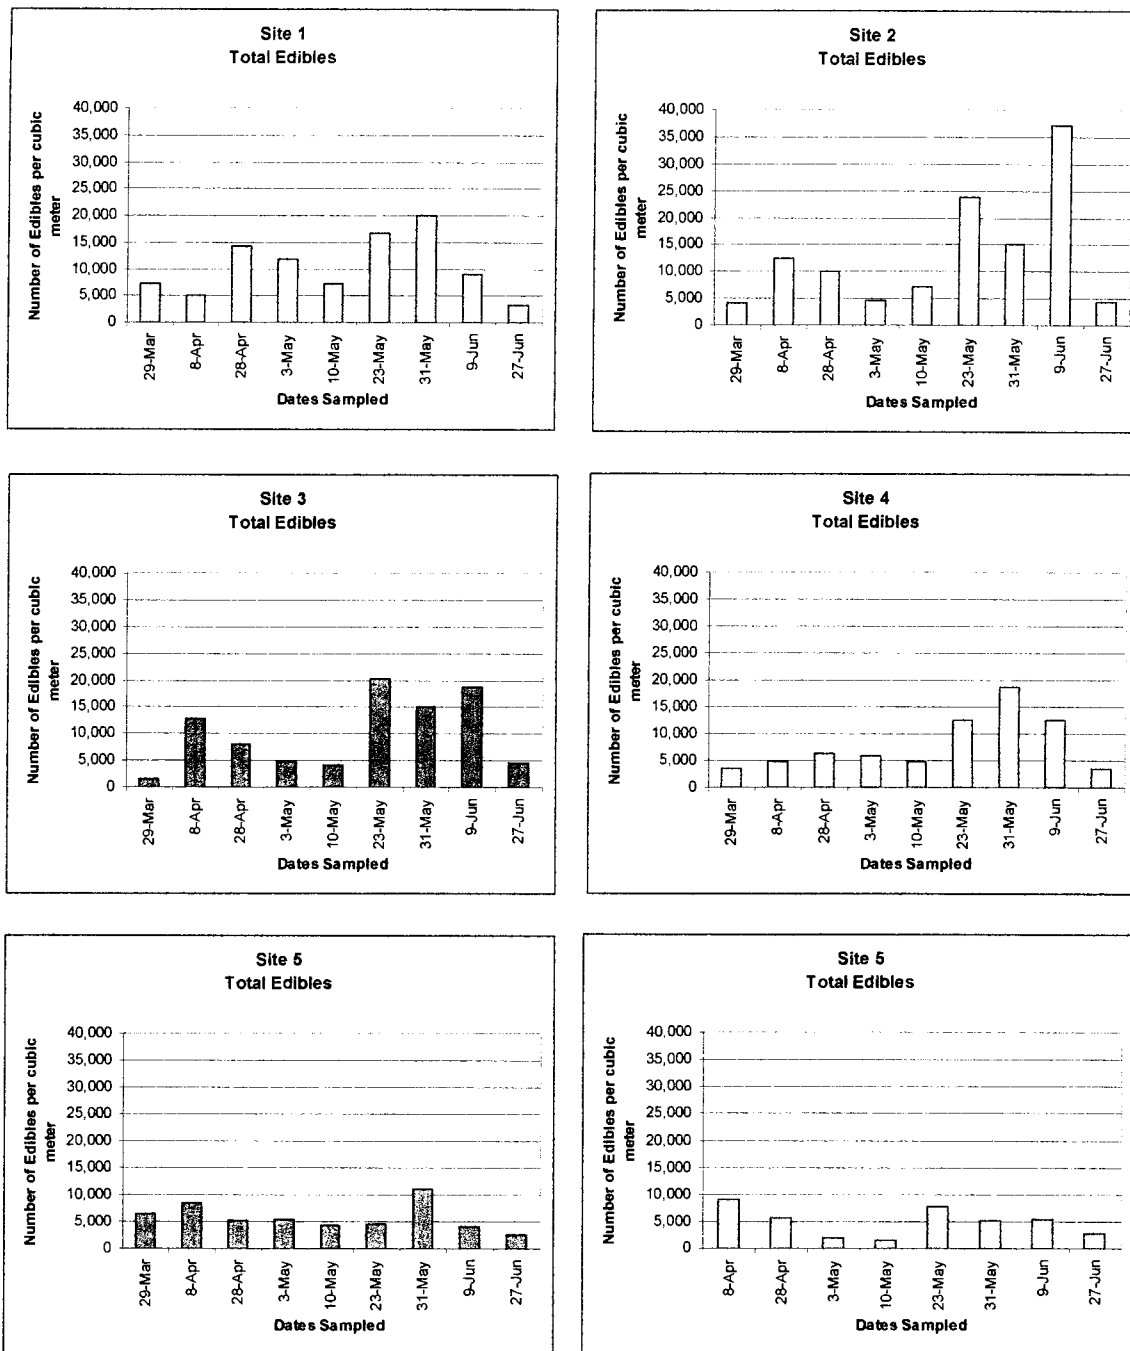 Site 1
Total Edibles
Number of Edibles per cubic
meter
40,000
35,000
30,000
25,000
20,000
15,000
10,000
5,000
0
29-Mar
8-Apr
28-Apr
3-May
10-May
23-May
31-May
9-Jun
27-Jun
Dates Sampled
Site 2
Total Edibles
Number of Edibles per cubic
meter
40,000
35,000
30,000
25,000
20,000
15,000
10,000
5,000
0
29-Mar
8-Apr
28-Apr
3-May
10-May
23-May
31-May
9-Jun
27-Jun
Dates Sampled
Site 3
Total Edibles
Number of Edibles per cubic
meter
40,000
35,000
30,000
25,000
20,000
15,000
10,000
5,000
0
29-Mar
8-Apr
28-Apr
3-May
10-May
23-May
31-May
9-Jun
27-Jun
Dates Sampled
Site 4
Total Edibles
Number of Edibles per cubic
meter
40,000
35,000
30,000
25,000
20,000
15,000
10,000
5,000
0
29-Mar
8-Apr
28-Apr
3-May
10-May
23-May
31-May
9-Jun
27-Jun
Dates Sampled
Site 5
Total Edibles
Number of Edibles per cubic
meter
40,000
35,000
30,000
25,000
20,000
15,000
10,000
5,000
0
29-Mar
8-Apr
28-Apr
3-May
10-May
23-May
31-May
9-Jun
27-Jun
Dates Sampled
Site 5
Total Edibles
Number of Edibles per cubic
meter
40,000
35,000
30,000
25,000
20,000
15,000
10,000
5,000
0
8-Apr
28-Apr
3-May
10-May
23-May
31-May
9-Jun
27-Jun
Dates Sampled